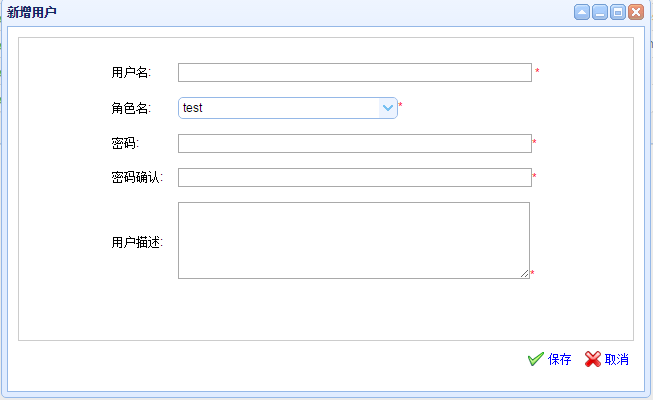 新增用户
用户名: *
角色名: test *
密码: *
密码确认: *
用户描述: *
保存 取消